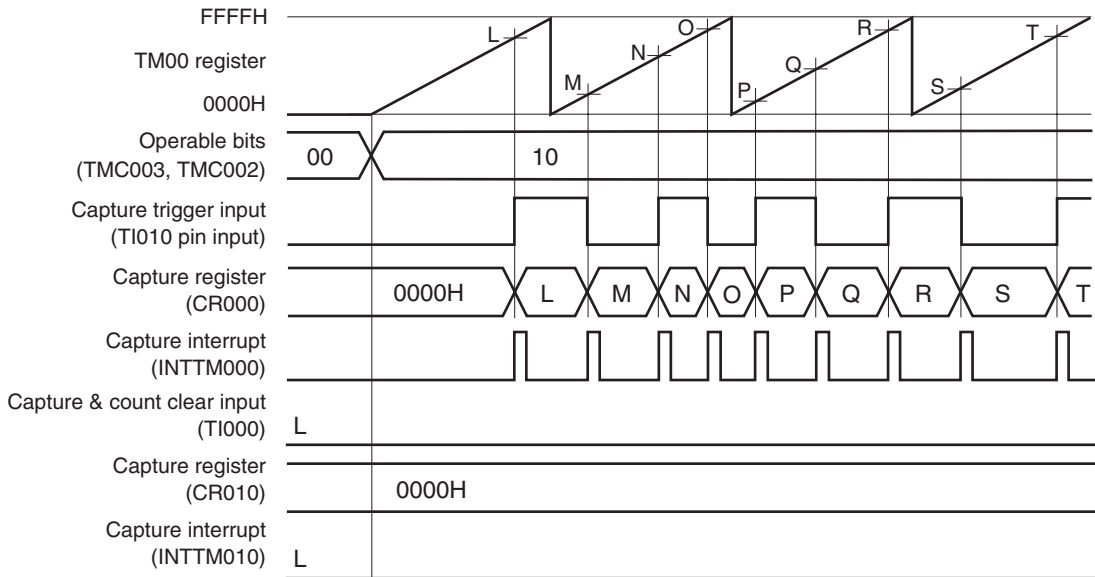 FFFFH
TM00 register
0000H
L M N O P Q R S T
Operable bits
(TMC003, TMC002)
00 10
Capture trigger input
(TI010 pin input)
Capture register
(CR000)
0000H L M N O P Q R S T
Capture interrupt
(INTTM000)
Capture & count clear input
(TI000)
L
Capture register
(CR010)
0000H
Capture interrupt
(INTTM010)
L